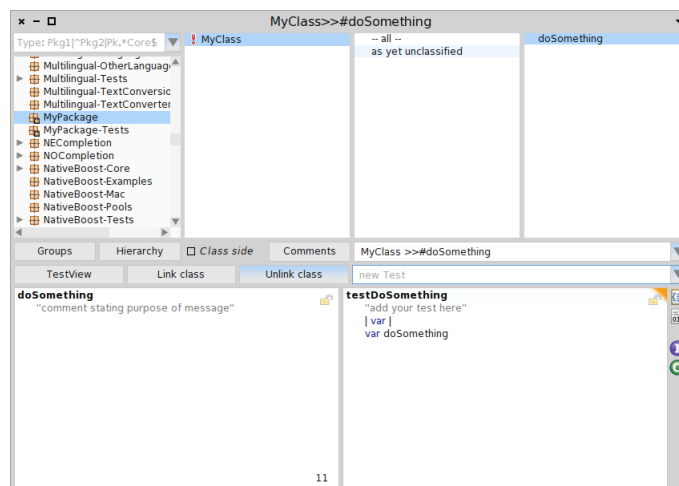 MyClass>>#doSomething
Type: Pkg1|^Pkg2|Pk.*Core$
Multilingual-OtherLanguag
Multilingual-Tests
Multilingual-TextConversic
Multilingual-TextConverter
MyPackage
MyPackage-Tests
NECompletion
NOCompletion
NativeBoost-Core
NativeBoost-Examples
NativeBoost-Mac
NativeBoost-Pools
NativeBoost-Tests
MyClass
-- all --
as yet unclassified
doSomething
Groups
Hierarchy
Class side
Comments
MyClass >>#doSomething
TestView
Link class
Unlink class
new Test
doSomething
"comment stating purpose of message"
11
testDoSomething
"add your test here"
| var |
var doSomething